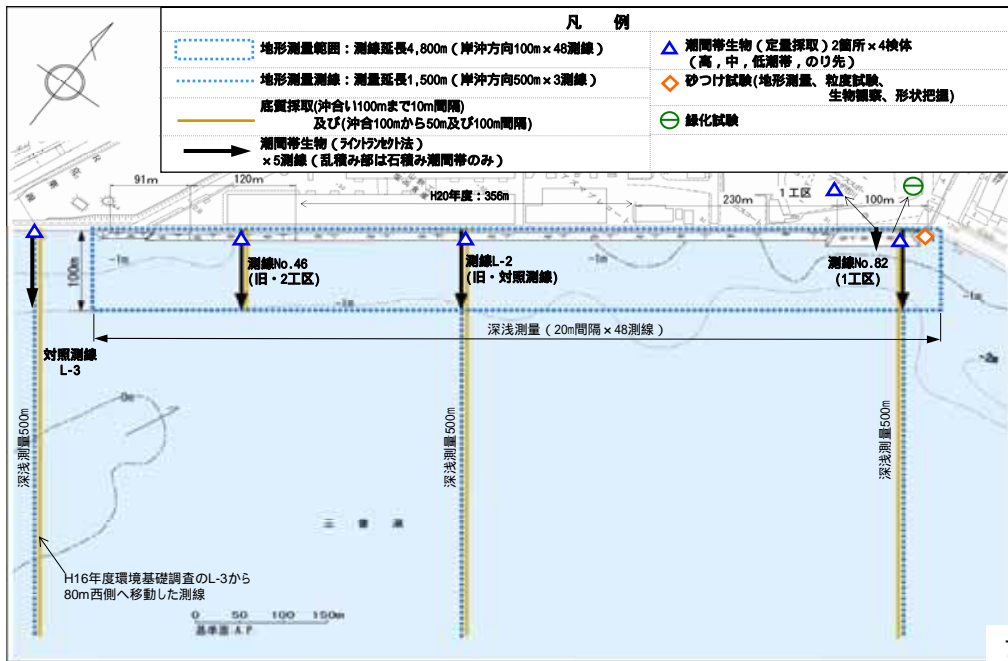 凡 例
地形測量範囲：測線延長4,800m（岸沖方向100m×48測線）
地形測量測線：測量延長1,500m（岸沖方向500m×3測線）
底質採取(沖合い100mまで10m間隔)
及び(沖合100mから50m及び100m間隔)
潮間帯生物（ライントランセクト法）
×5測線（乱積み部は石積み潮間帯のみ）
潮間帯生物（定量採取）2箇所×4検体
（高，中，低潮帯，のり先）
砂つけ試験(地形測量、粒度試験、
生物観察、形状把握)
緑化試験
91m
120m
H20年度：356m
230m
1工区
100m
100m
-1m
-1m
-1m
-1m
-2m
測線No.46
(旧・2工区)
測線L-2
(旧・対照測線)
測線No.82
(1工区)
深浅測量（20m間隔×48測線）
対照測線
L-3
深浅測量500m
深浅測量500m
深浅測量500m
三番瀬
H16年度環境基礎調査のL-3から
80m西側へ移動した測線
0 50 100 150m
基準面 A.P.